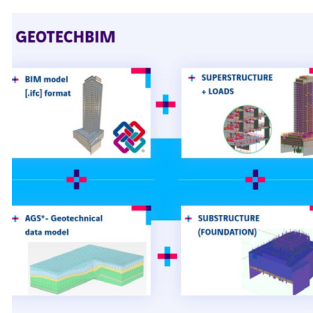 GEOTECHBIM
BIM model
[.ifc] format
SUPERSTRUCTURE
+ LOADS
AGS*- Geotechnical
data model
SUBSTRUCTURE
(FOUNDATION)